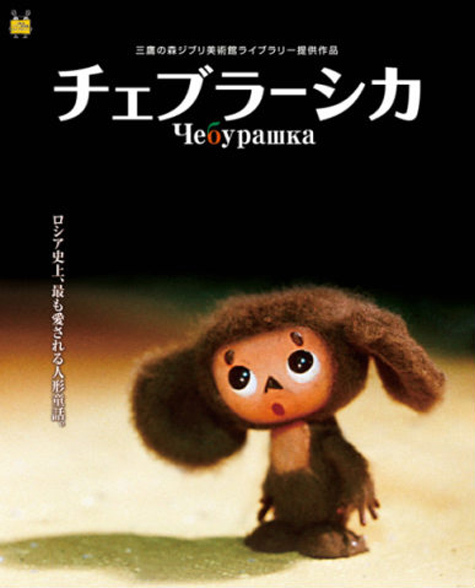 三鷹の森ジブリ美術館ライブラリー提供作品
チェブラーシカ
Чебурашка
ロシア史上、最も愛される人形童話。